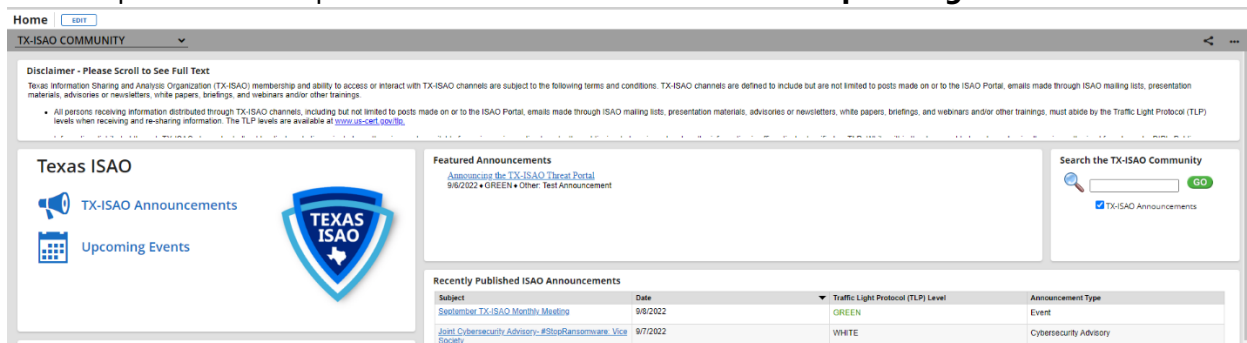 Home EDIT
TX-ISAO COMMUNITY
Disclaimer - Please Scroll to See Full Text
Texas Information Sharing and Analysis Organization (TX-ISAO) membership and ability to access or interact with TX-ISAO channels are subject to the following terms and conditions. TX-ISAO channels are defined to include but are not limited to posts made on or to the ISAO Portal, emails made through ISAO mailing lists, presentation
materials, advisories or newsletters, white papers, briefings, and webinars and/or other trainings.
• All persons receiving information distributed through TX-ISAO channels, including but not limited to posts made on or to the ISAO Portal, emails made through ISAO mailing lists, presentation materials, advisories or newsletters, white papers, briefings, and webinars and/or other trainings, must abide by the Traffic Light Protocol (TLP)
levels when receiving and re-sharing information. The TLP levels are available at www.us-cert.gov/tlp.
Texas ISAO
TX-ISAO Announcements
Upcoming Events
TEXAS
ISAO
Featured Announcements
Announcing the TX-ISAO Threat Portal
9/6/2022 • GREEN • Other: Test Announcement
Search the TX-ISAO Community
GO
TX-ISAO Announcements
Recently Published ISAO Announcements
Subject Date Traffic Light Protocol (TLP) Level Announcement Type
September TX-ISAO Monthly Meeting 9/8/2022 GREEN Event
Joint Cybersecurity Advisory- #StopRansomware: Vice 9/7/2022 WHITE Cybersecurity Advisory
Society